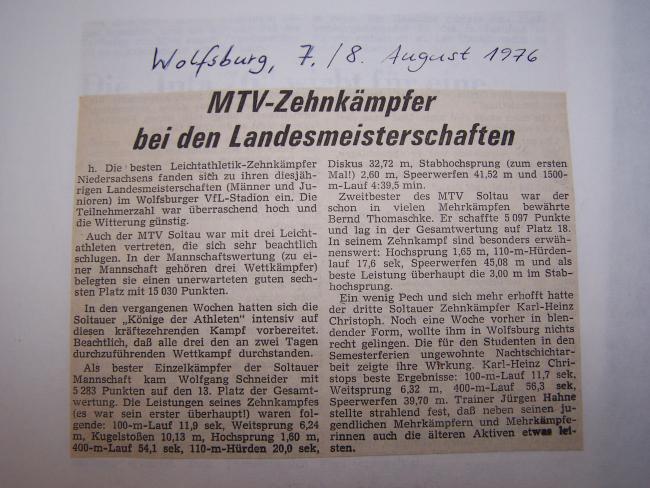 Wolfsburg, 7./8. August 1976
MTV-Zehnkämpfer
bei den Landesmeisterschaften
h. Die besten Leichtathletik-Zehnkämpfer
Niedersachsens fanden sich zu ihren diesjäh-
rigen Landesmeisterschaften (Männer und Ju-
nioren) im Wolfsburger VfL-Stadion ein. Die
Teilnehmerzahl war überraschend hoch und
die Witterung günstig.
Auch der MTV Soltau war mit drei Leicht-
athleten vertreten, die sich sehr beachtlich
schlugen. In der Mannschaftswertung (zu ei-
ner Mannschaft gehören drei Wettkämpfer)
belegten sie einen unerwarteten guten sech-
sten Platz mit 15 030 Punkten.
In den vergangenen Wochen hatten sich die
Soltauer „Könige der Athleten" intensiv auf
diesen kräftezehrenden Kampf vorbereitet.
Beachtlich, daß alle drei den an zwei Tagen
durchzuführenden Wettkampf durchstanden.
Als bester Einzelkämpfer der Soltauer
Mannschaft kam Wolfgang Schneider mit
5 283 Punkten auf den 13. Platz der Gesamt-
wertung. Die Leistungen seines Zehnkampfes
(es war sein erster überhaupt!) waren fol-
gende: 100-m-Lauf 11,9 sek, Weitsprung 6,24
m, Kugelstoßen 10,13 m, Hochsprung 1,60 m,
400-m-Lauf 54,1 sek, 110-m-Hürden 20,0 sek,
Diskus 32,72 m, Stabhochsprung (zum ersten
Mal!) 2,60 m, Speerwerfen 41,52 m und 1500-
m-Lauf 4:39,5 min.
Zweitbester des MTV Soltau war der
schon in vielen Mehrkämpfen bewährte
Bernd Thomaschke. Er schaffte 5 097 Punkte
und lag in der Gesamtwertung auf Platz 18.
In seinem Zehnkampf sind besonders erwäh-
nenswert: Hochsprung 1,65 m, 110-m-Hürden-
lauf 17,6 sek, Speerwerfen 45,08 m und als
beste Leistung überhaupt die 3,00 m im Stab-
hochsprung.
Ein wenig Pech und sich mehr erhofft hatte
der dritte Soltauer Zehnkämpfer Karl-Heinz
Christoph. Noch eine Woche vorher in blen-
dender Form, wollte ihm in Wolfsburg nichts
recht gelingen. Die für den Studenten in den
Semesterferien ungewohnte Nachtschichtar-
beit zeigte ihre Wirkung. Karl-Heinz Chri-
stops beste Ergebnisse: 100-m-Lauf 11,7 sek,
Weitsprung 6,32 m, 400-m-Lauf 56,3 sek,
Speerwerfen 39,70 m. Trainer Jürgen Hahne
stellte strahlend fest, daß neben seinen ju-
gendlichen Mehrkämpfern und Mehrkämpfe-
rinnen auch die älteren Aktiven etwas lei-
sten.